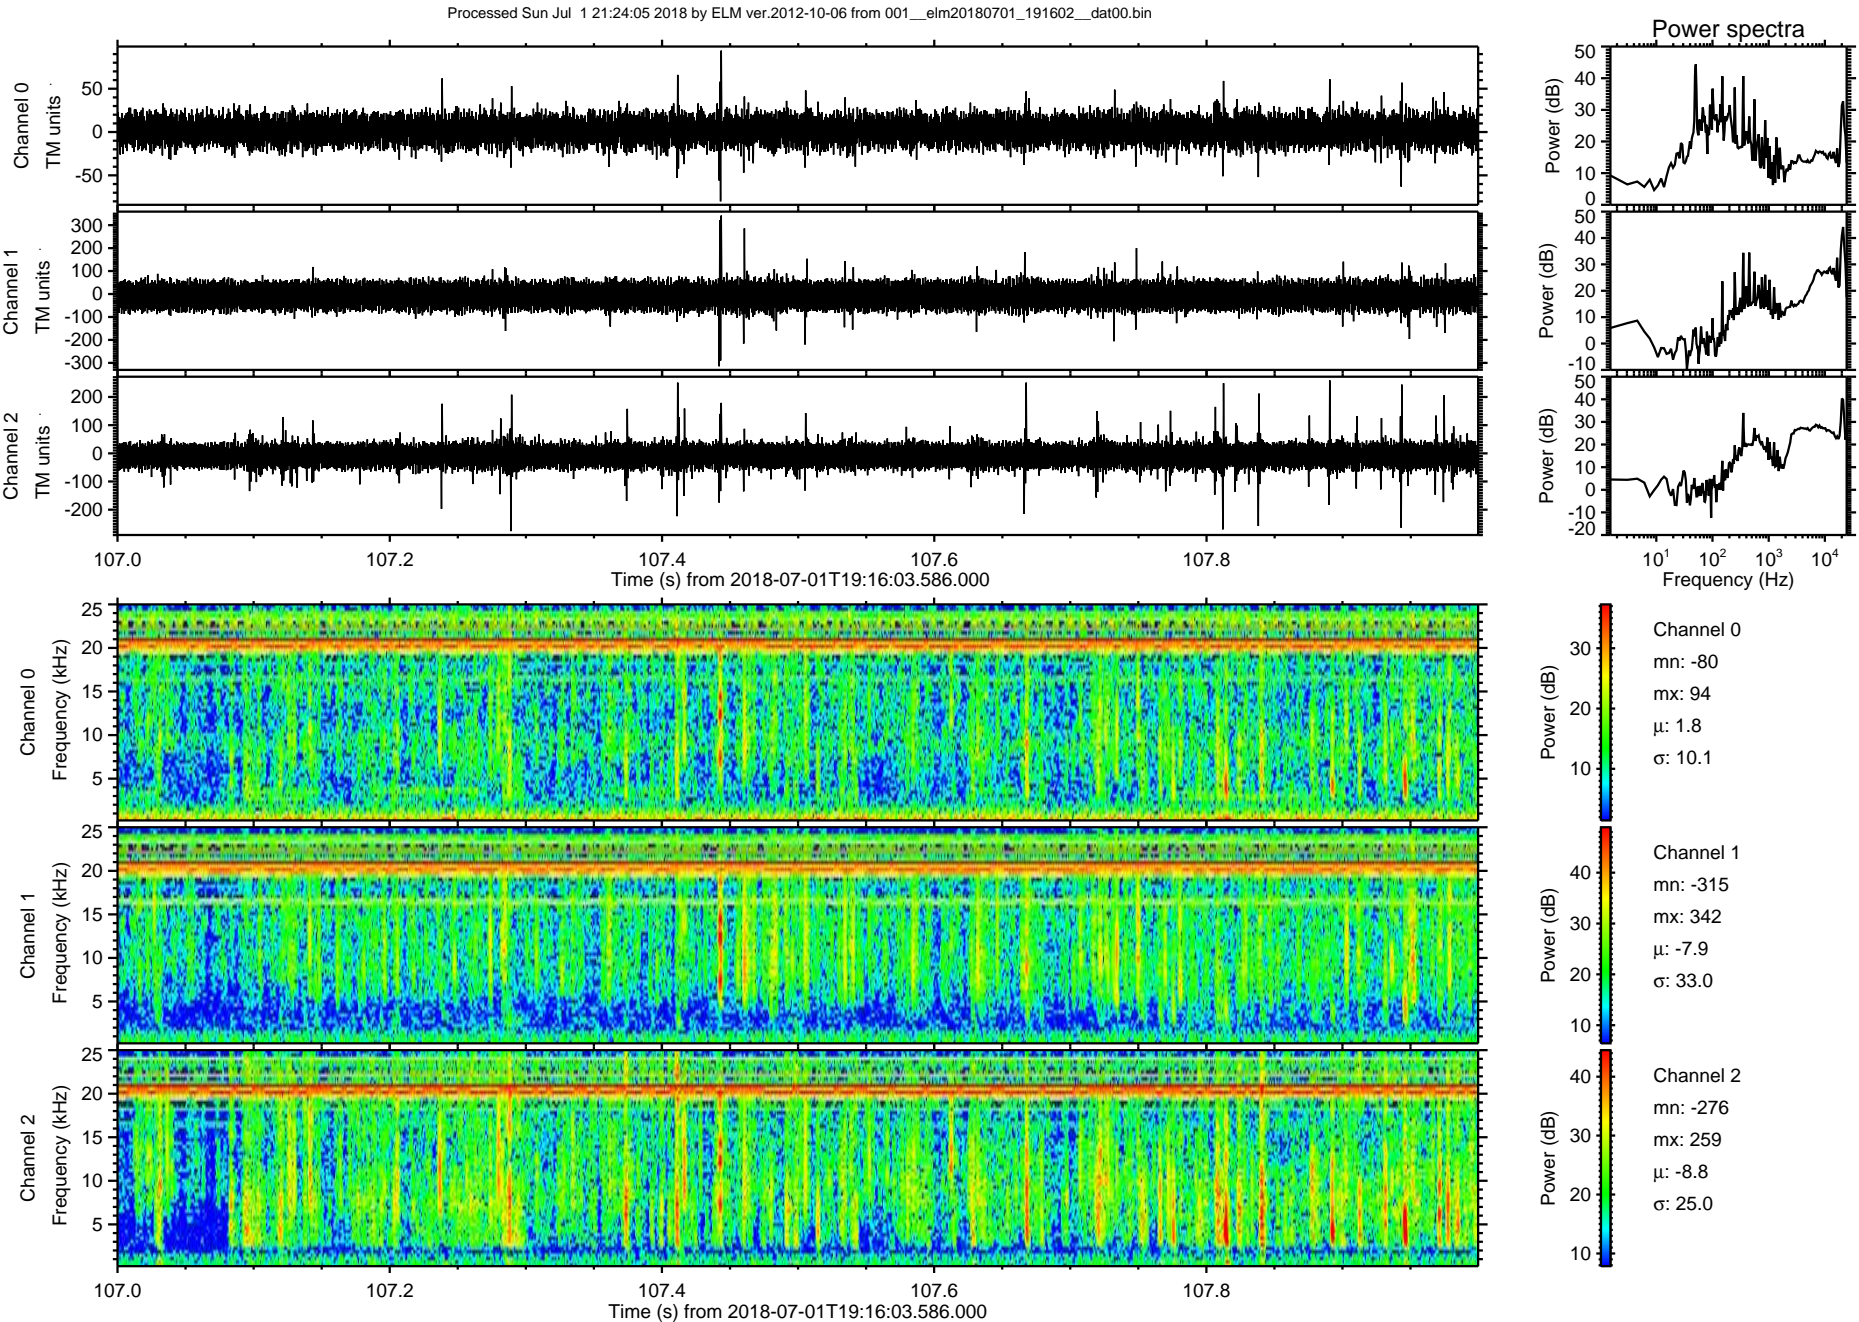 Processed Sun Jul  1 21:24:05 2018 by ELM ver.2012-10-06 from 001__elm20180701_191602__dat00.bin
Power spectra
Channel 0
TM units
50
0
-50
Power (dB)
50
40
30
20
10
0
Channel 1
TM units
300
200
100
0
-100
-200
-300
Power (dB)
50
40
30
20
10
0
-10
Channel 2
TM units
200
100
0
-100
-200
Power (dB)
50
40
30
20
10
0
-10
-20
107.0 107.2 107.4 107.6 107.8
Time (s) from 2018-07-01T19:16:03.586.000
10¹ 10² 10³ 10⁴
Frequency (Hz)
Channel 0
Frequency (kHz)
25
20
15
10
5
Power (dB)
30
20
10
Channel 0
mn: -80
mx: 94
μ: 1.8
σ: 10.1
Channel 1
Frequency (kHz)
25
20
15
10
5
Power (dB)
40
30
20
10
Channel 1
mn: -315
mx: 342
μ: -7.9
σ: 33.0
Channel 2
Frequency (kHz)
25
20
15
10
5
Power (dB)
40
30
20
10
Channel 2
mn: -276
mx: 259
μ: -8.8
σ: 25.0
107.0 107.2 107.4 107.6 107.8
Time (s) from 2018-07-01T19:16:03.586.000